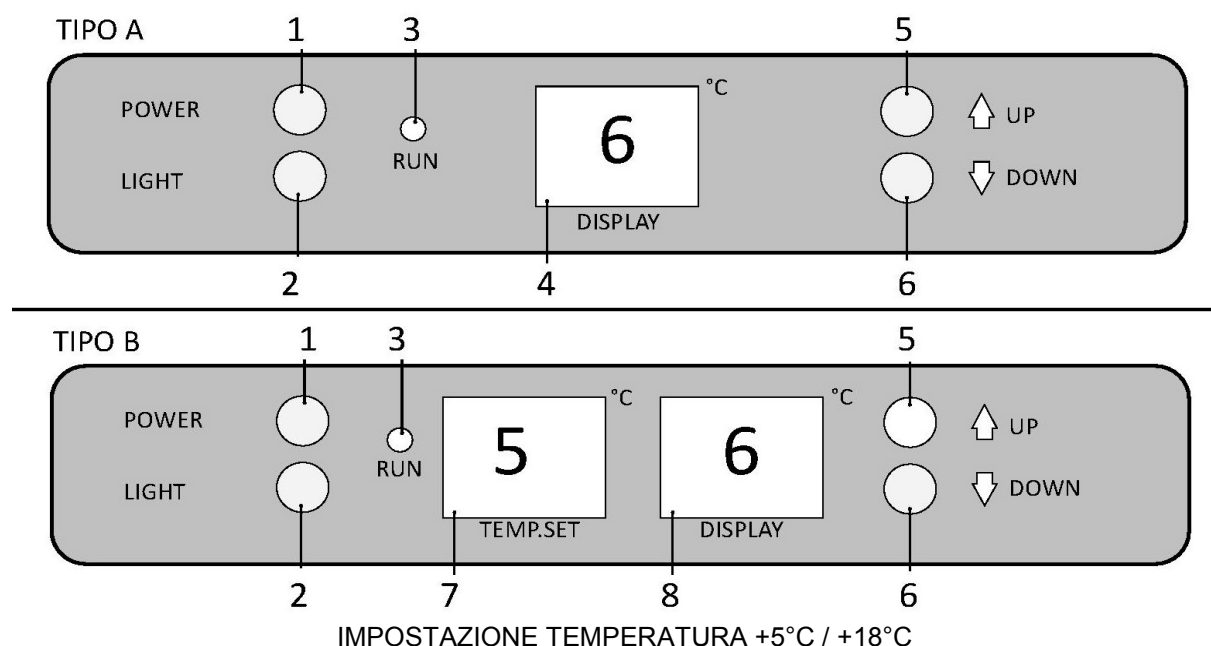 TIPO A 1 3 5
POWER °C UP
RUN 6
LIGHT DOWN
DISPLAY
2 4 6
TIPO B 1 3 5
°C °C
POWER UP
RUN 5 6
LIGHT DOWN
TEMP.SET DISPLAY
2 7 8 6
IMPOSTAZIONE TEMPERATURA +5°C / +18°C